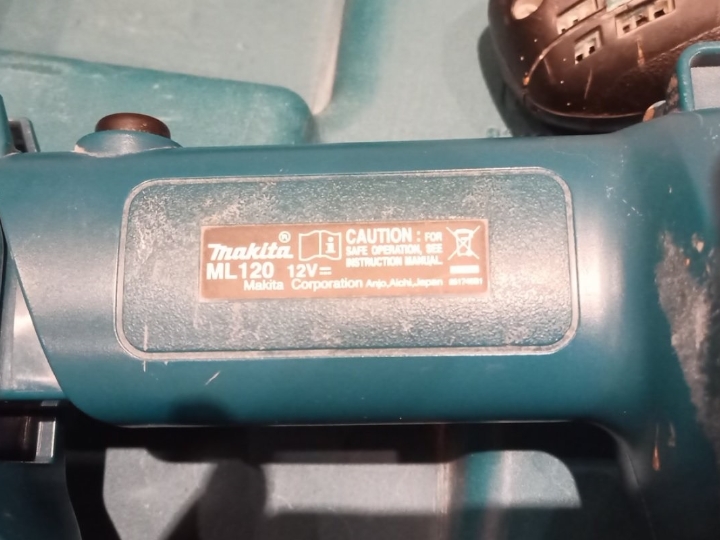 makita®
CAUTION : FOR
SAFE OPERATION, SEE
INSTRUCTION MANUAL.
ML120 12V
Makita Corporation Anjo, Aichi, Japan